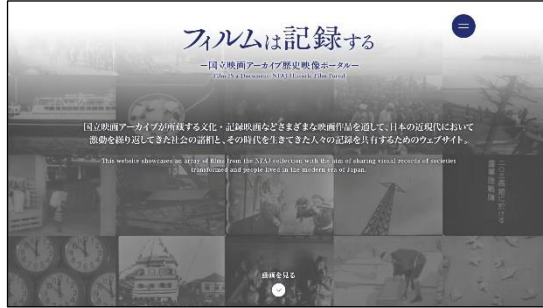 フィルムは記録する
ー国立映画アーカイブ歴史映像ポータルー
Film IS a Document: NFAJ Historic Film Portal
国立映画アーカイブが所蔵する文化・記録映画などさまざまな映画作品を通して、日本の近現代において
激動を繰り返してきた社会の諸相と、その時代を生きてきた人々の記録を共有するためのウェブサイト。
This website showcases an array of films from the NFAJ collection with the aim of sharing visual records of societies
transformed and people lived in the modern era of Japan.
動画を見る